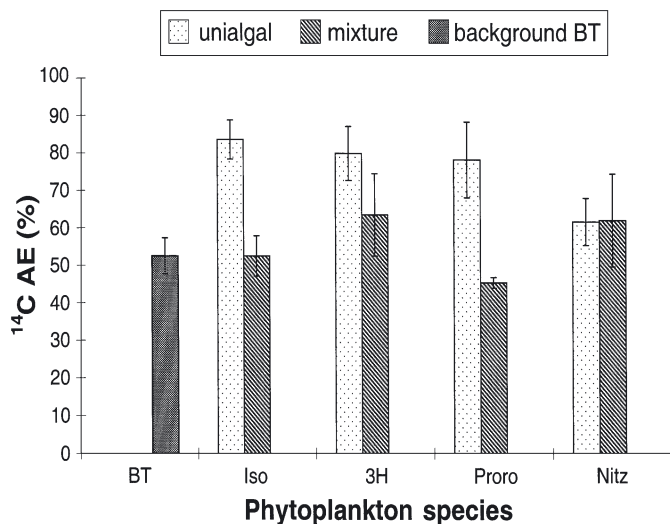 unialgal mixture background BT
100
90
80
70
60
50
40
30
20
10
0
¹⁴C AE (%)
BT Iso 3H Proro Nitz
Phytoplankton species